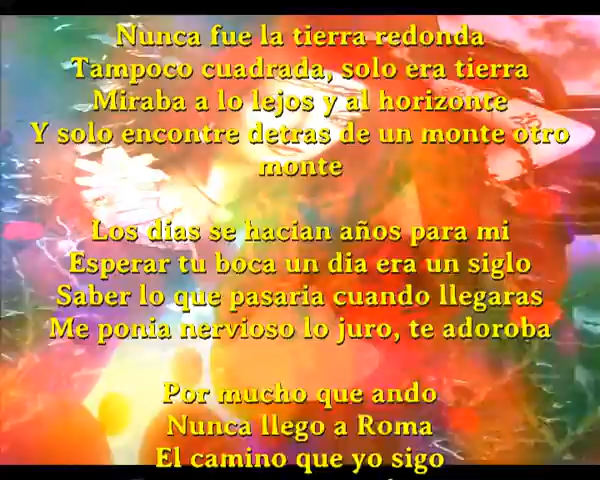 Nunca fue la tierra redonda
Tampoco cuadrada, solo era tierra
Miraba a lo lejos y al horizonte
Y solo encontre detras de un monte otro
monte
Los dias se hacian años para mi
Esperar tu boca un dia era un siglo
Saber lo que pasaria cuando llegaras
Me ponia nervioso lo juro, te adoroba
Por mucho que ando
Nunca llego a Roma
El camino que yo sigo